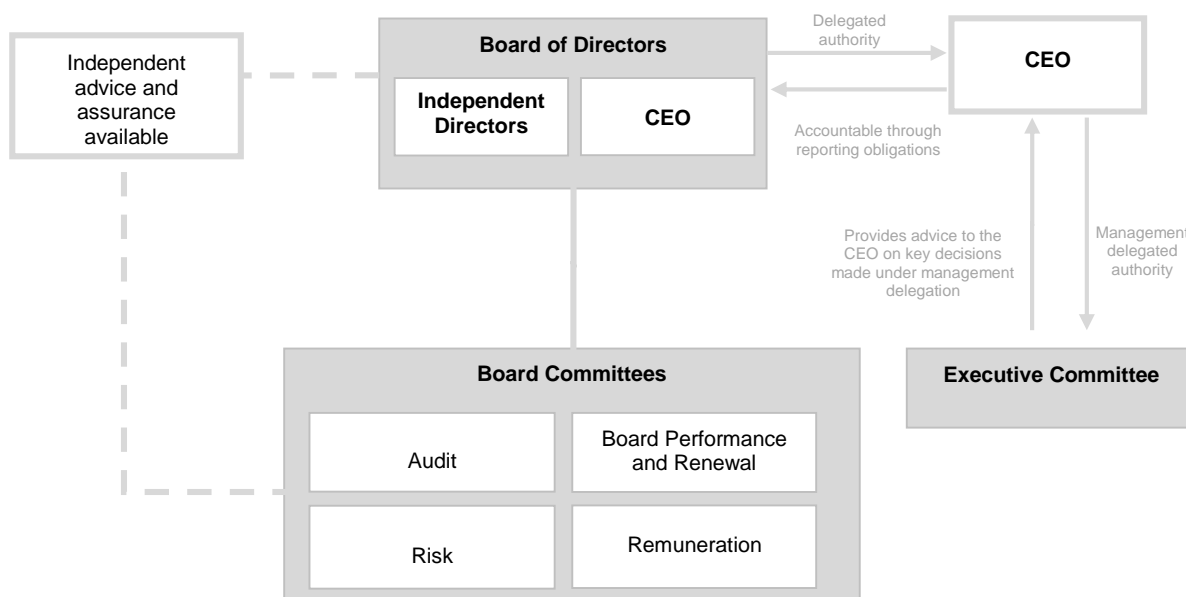 Independent
advice and
assurance
available
Board of Directors
Independent
Directors
CEO
Delegated
authority
CEO
Accountable through
reporting obligations
Provides advice to the
CEO on key decisions
made under management
delegation
Management
delegated
authority
Board Committees
Audit
Board Performance
and Renewal
Risk
Remuneration
Executive Committee